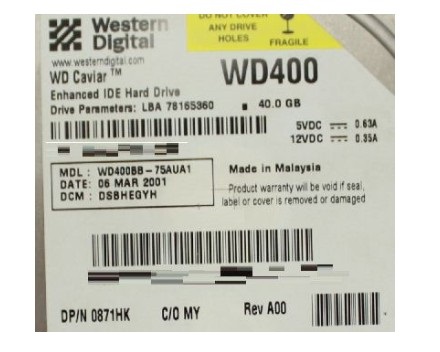 Western
Digital
www.westerndigital.com
WD Caviar ™
Enhanced IDE Hard Drive
Drive Parameters: LBA 78165360 ■ 40.0 GB
DO NOT COVER
ANY DRIVE
HOLES
FRAGILE
WD400
5VDC 0.63A
12VDC 0.35A
MDL: WD400BB-75AUA1
DATE: 06 MAR 2001
DCM: DSBHEQYH
Made in Malaysia
Product warranty will be void if seal,
label or cover is removed or damaged
DP/N 0871HK C/O MY Rev A00